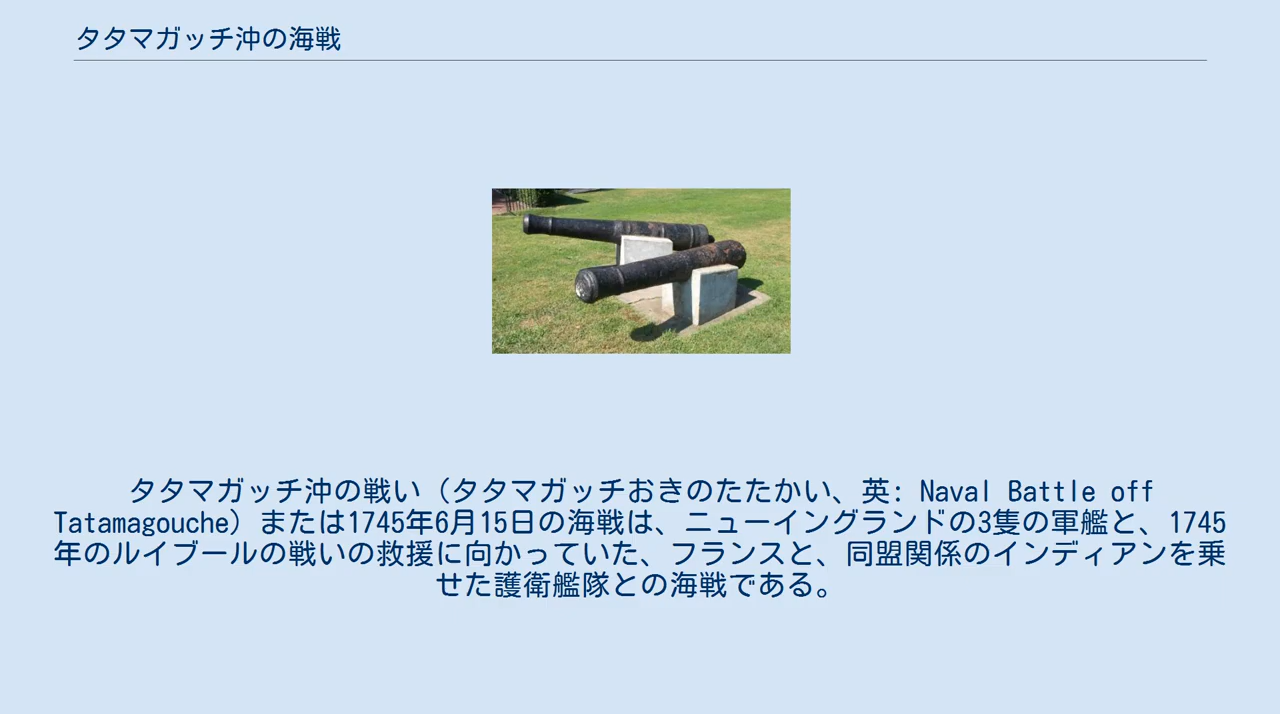 タタマガッチ沖の海戦
タタマガッチ沖の戦い（タタマガッチおきのたたかい、英: Naval Battle off
Tatamagouche）または1745年6月15日の海戦は、ニューイングランドの3隻の軍艦と、1745
年のルイブールの戦いの救援に向かっていた、フランスと、同盟関係のインディアンを乗
せた護衛艦隊との海戦である。